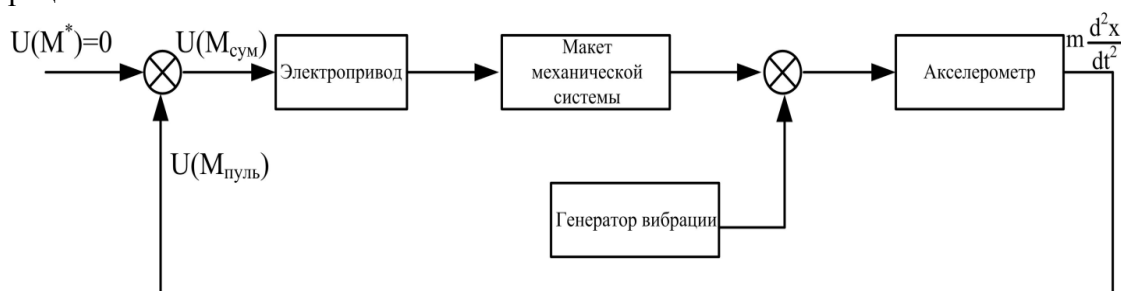 U(M*)=0
U(Mсум)
Электропривод
Макет
механической
системы
Акселерометр
m d²x
dt²
U(Mпуль)
Генератор вибрации